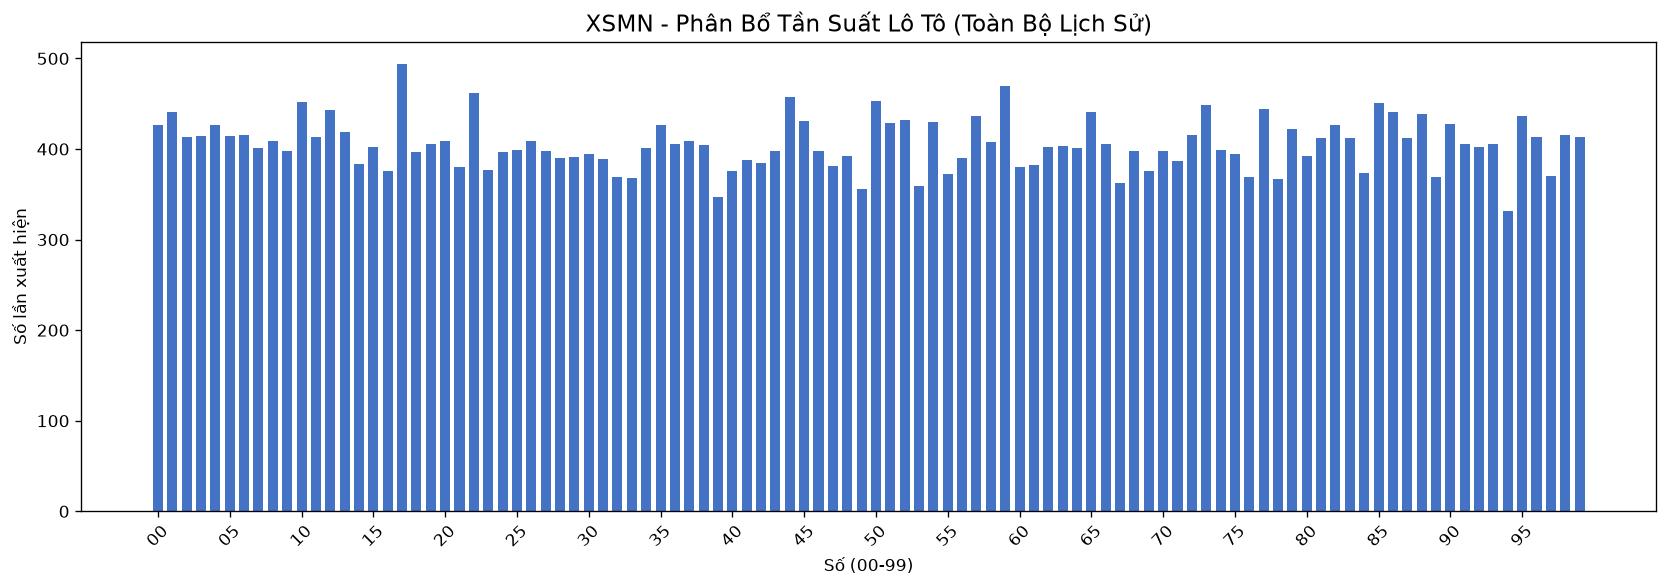 XSMN - Phân Bổ Tần Suất Lô Tô (Toàn Bộ Lịch Sử)
500
400
300
200
100
0
Số lần xuất hiện
00 05 10 15 20 25 30 35 40 45 50 55 60 65 70 75 80 85 90 95
Số (00-99)